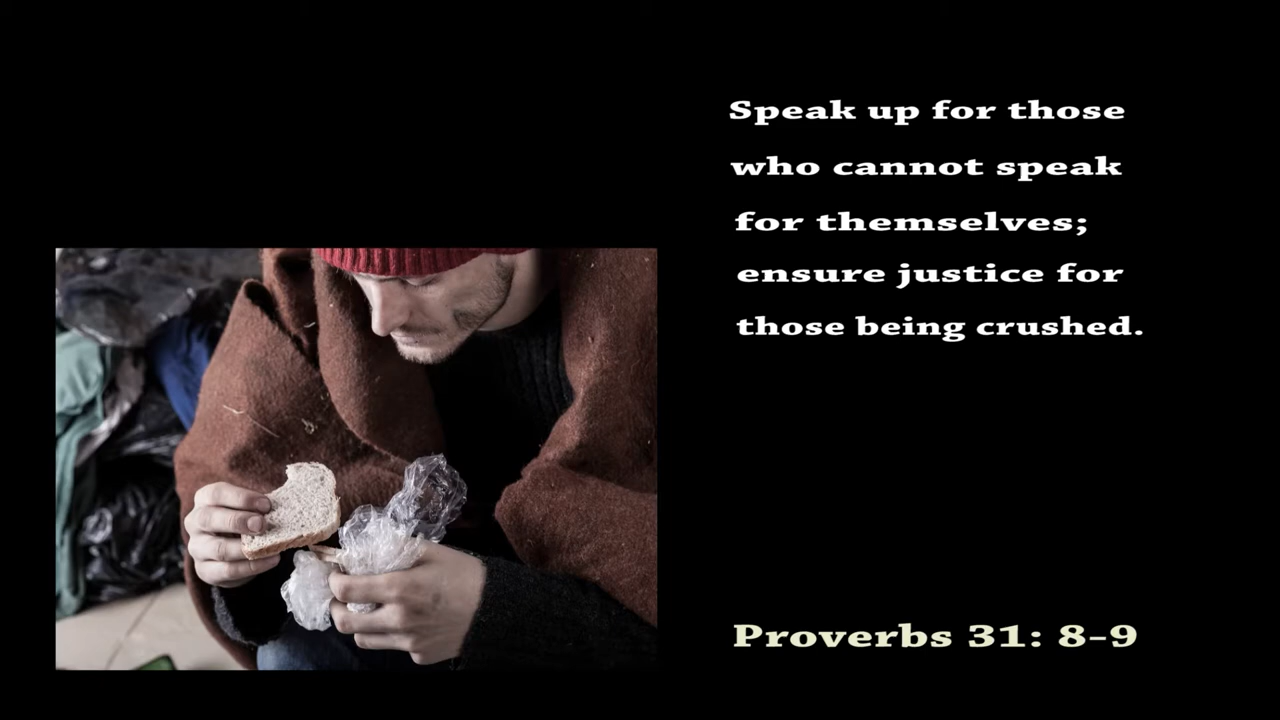 Speak up for those
who cannot speak
for themselves;
ensure justice for
those being crushed.
Proverbs 31: 8-9